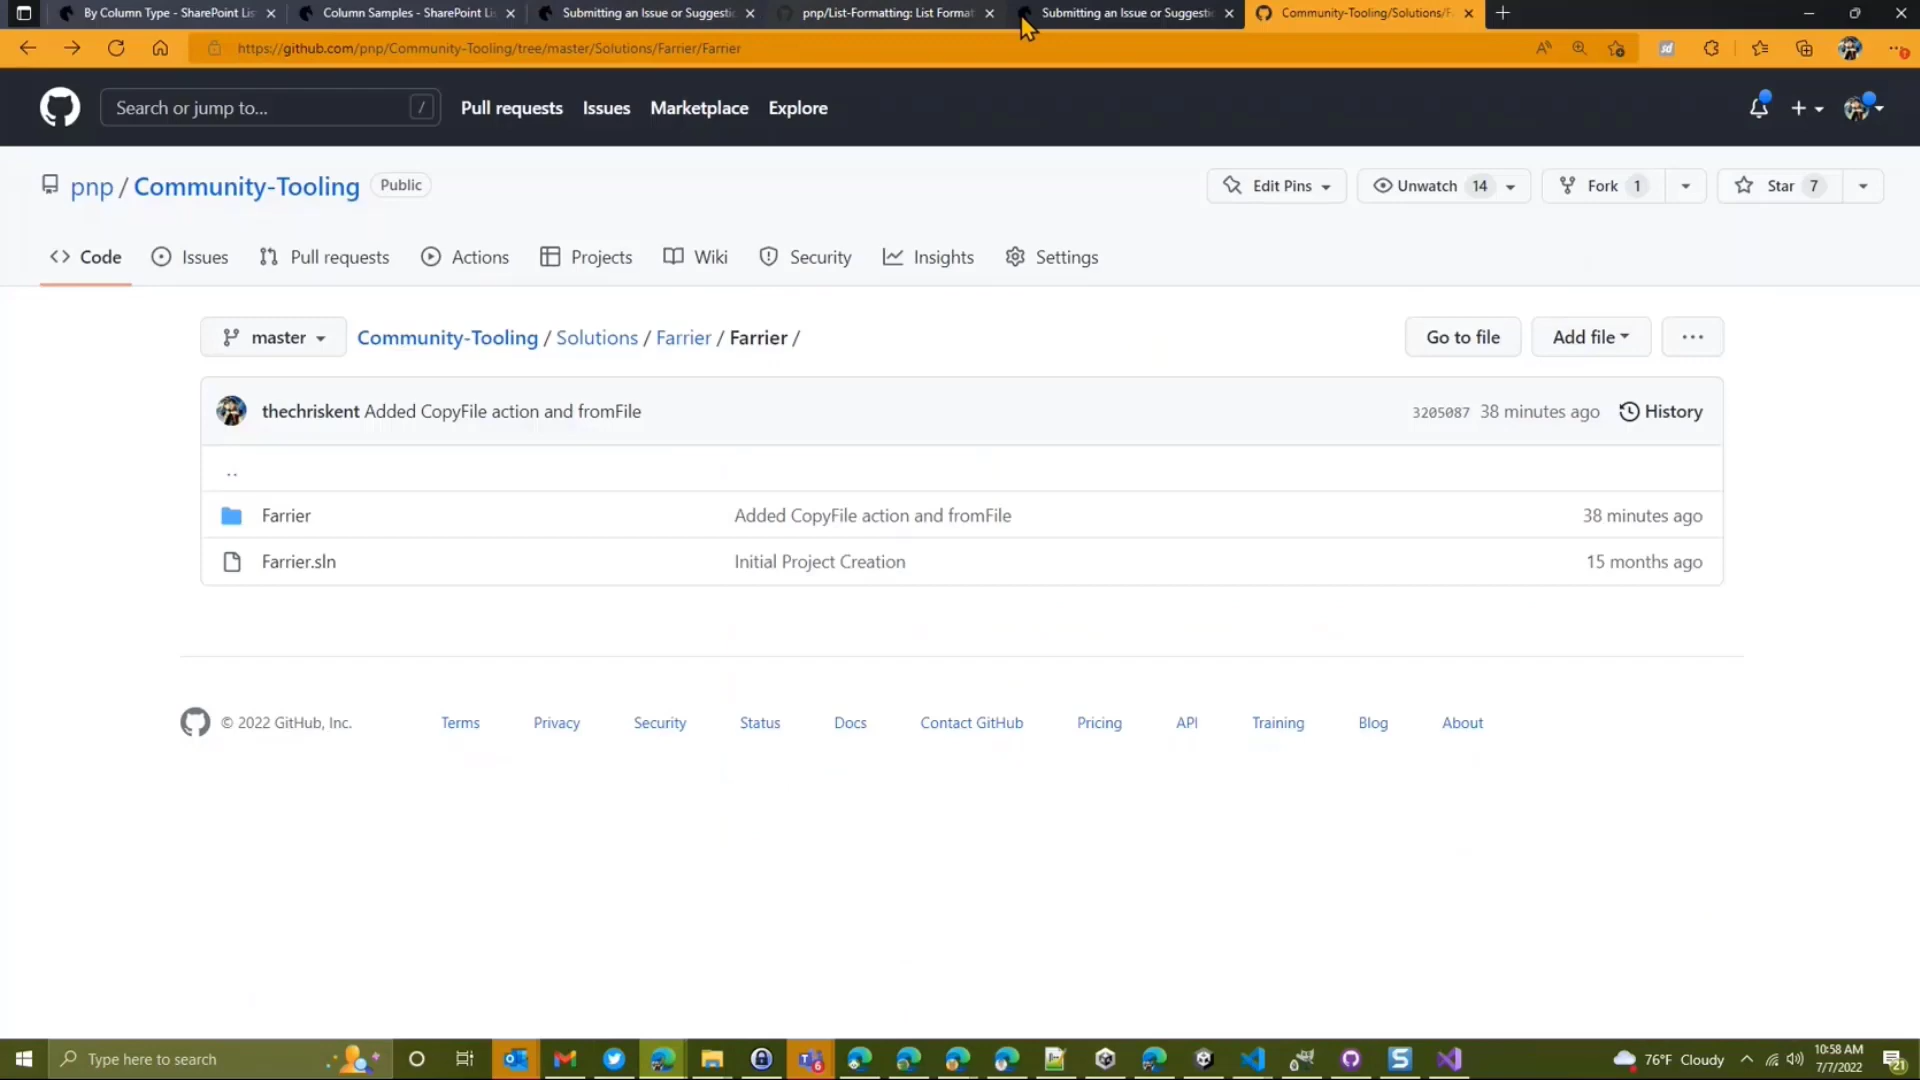 By Column Type - SharePoint Lis
Column Samples - SharePoint Lis
Submitting an Issue or Suggestic
pnp/List-Formatting: List Format
Submitting an Issue or Suggestic
Community-Tooling/Solutions/Fa
https://github.com/pnp/Community-Tooling/tree/master/Solutions/Farrier/Farrier
Search or jump to... /
Pull requests
Issues
Marketplace
Explore
pnp / Community-Tooling Public
Edit Pins
Unwatch 14
Fork 1
Star 7
Code
Issues
Pull requests
Actions
Projects
Wiki
Security
Insights
Settings
master
Community-Tooling / Solutions / Farrier / Farrier /
Go to file
Add file
...
thechriskent Added CopyFile action and fromFile
3205087 38 minutes ago History
..
Farrier Added CopyFile action and fromFile 38 minutes ago
Farrier.sln Initial Project Creation 15 months ago
© 2022 GitHub, Inc.
Terms
Privacy
Security
Status
Docs
Contact GitHub
Pricing
API
Training
Blog
About
Type here to search
76°F Cloudy
10:58 AM
7/7/2022
21